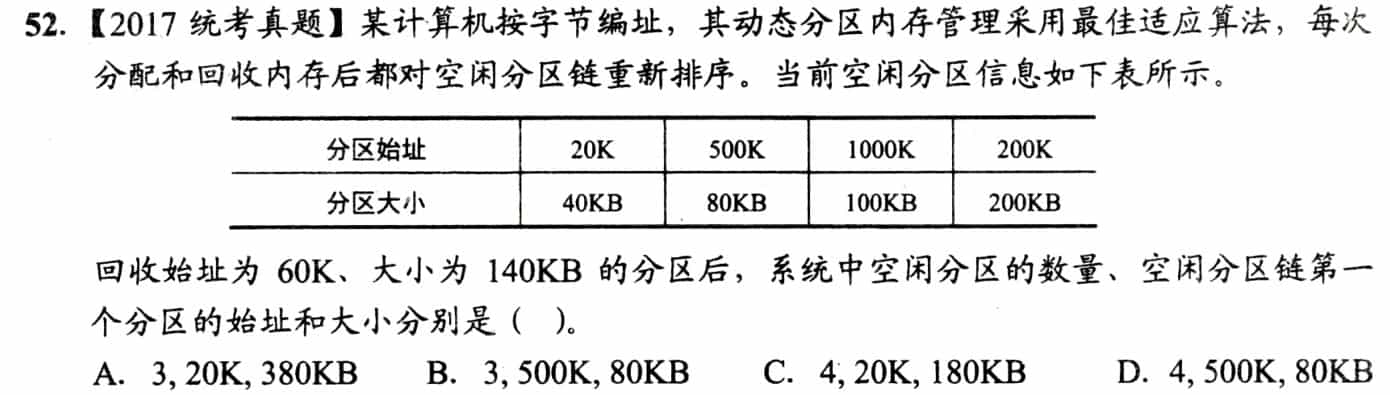 52. 【2017 统考真题】某计算机按字节编址，其动态分区内存管理采用最佳适应算法，每次
分配和回收内存后都对空闲分区链重新排序。当前空闲分区信息如下表所示。
分区始址 20K 500K 1000K 200K
分区大小 40KB 80KB 100KB 200KB
回收始址为 60K、大小为 140KB 的分区后，系统中空闲分区的数量、空闲分区链第一
个分区的始址和大小分别是（ ）。
A. 3, 20K, 380KB B. 3, 500K, 80KB C. 4, 20K, 180KB D. 4, 500K, 80KB